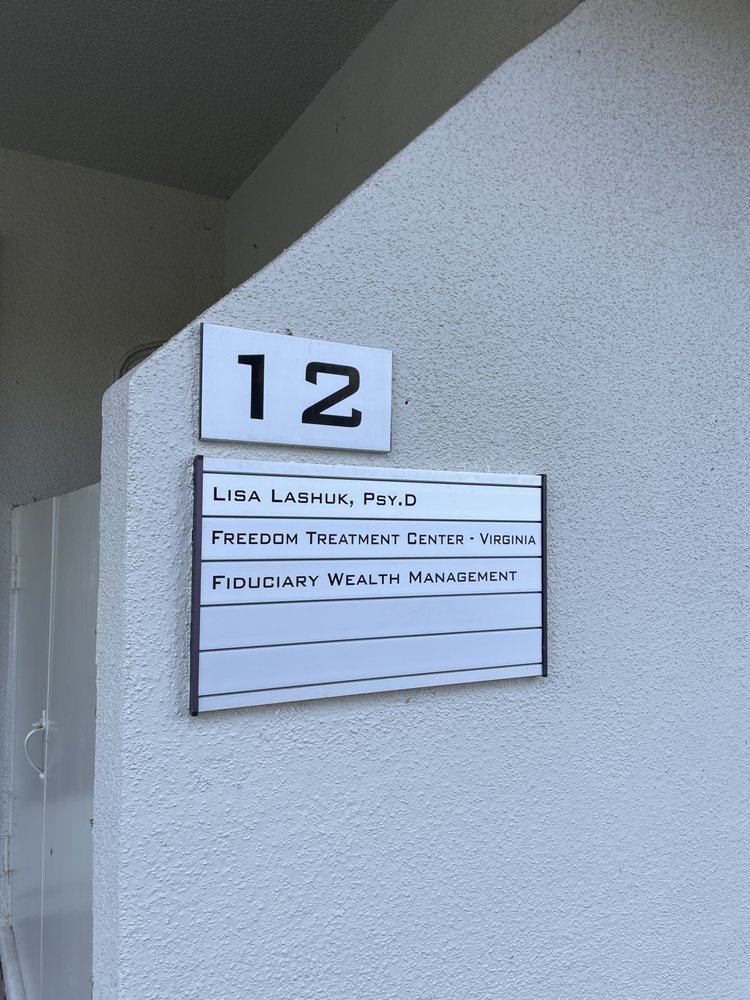 12
Lisa Lashuk, Psy.D
Freedom Treatment Center - Virginia
Fiduciary Wealth Management